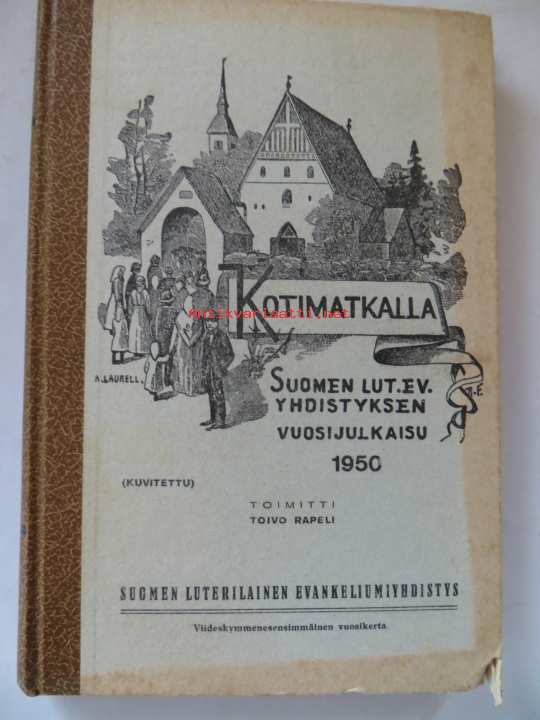 KOTIMATKALLA
Antikvariaatti.net
A. LAURELL.
SUOMEN LUT. EV.
YHDISTYKSEN
VUOSIJULKAISU
1950
(KUVITETTU)
TOIMITTI
TOIVO RAPELI
SUOMEN LUTERILAINEN EVANKELIUMIYHDISTYS
Viideskymmenesensimmäinen vuosikerta.